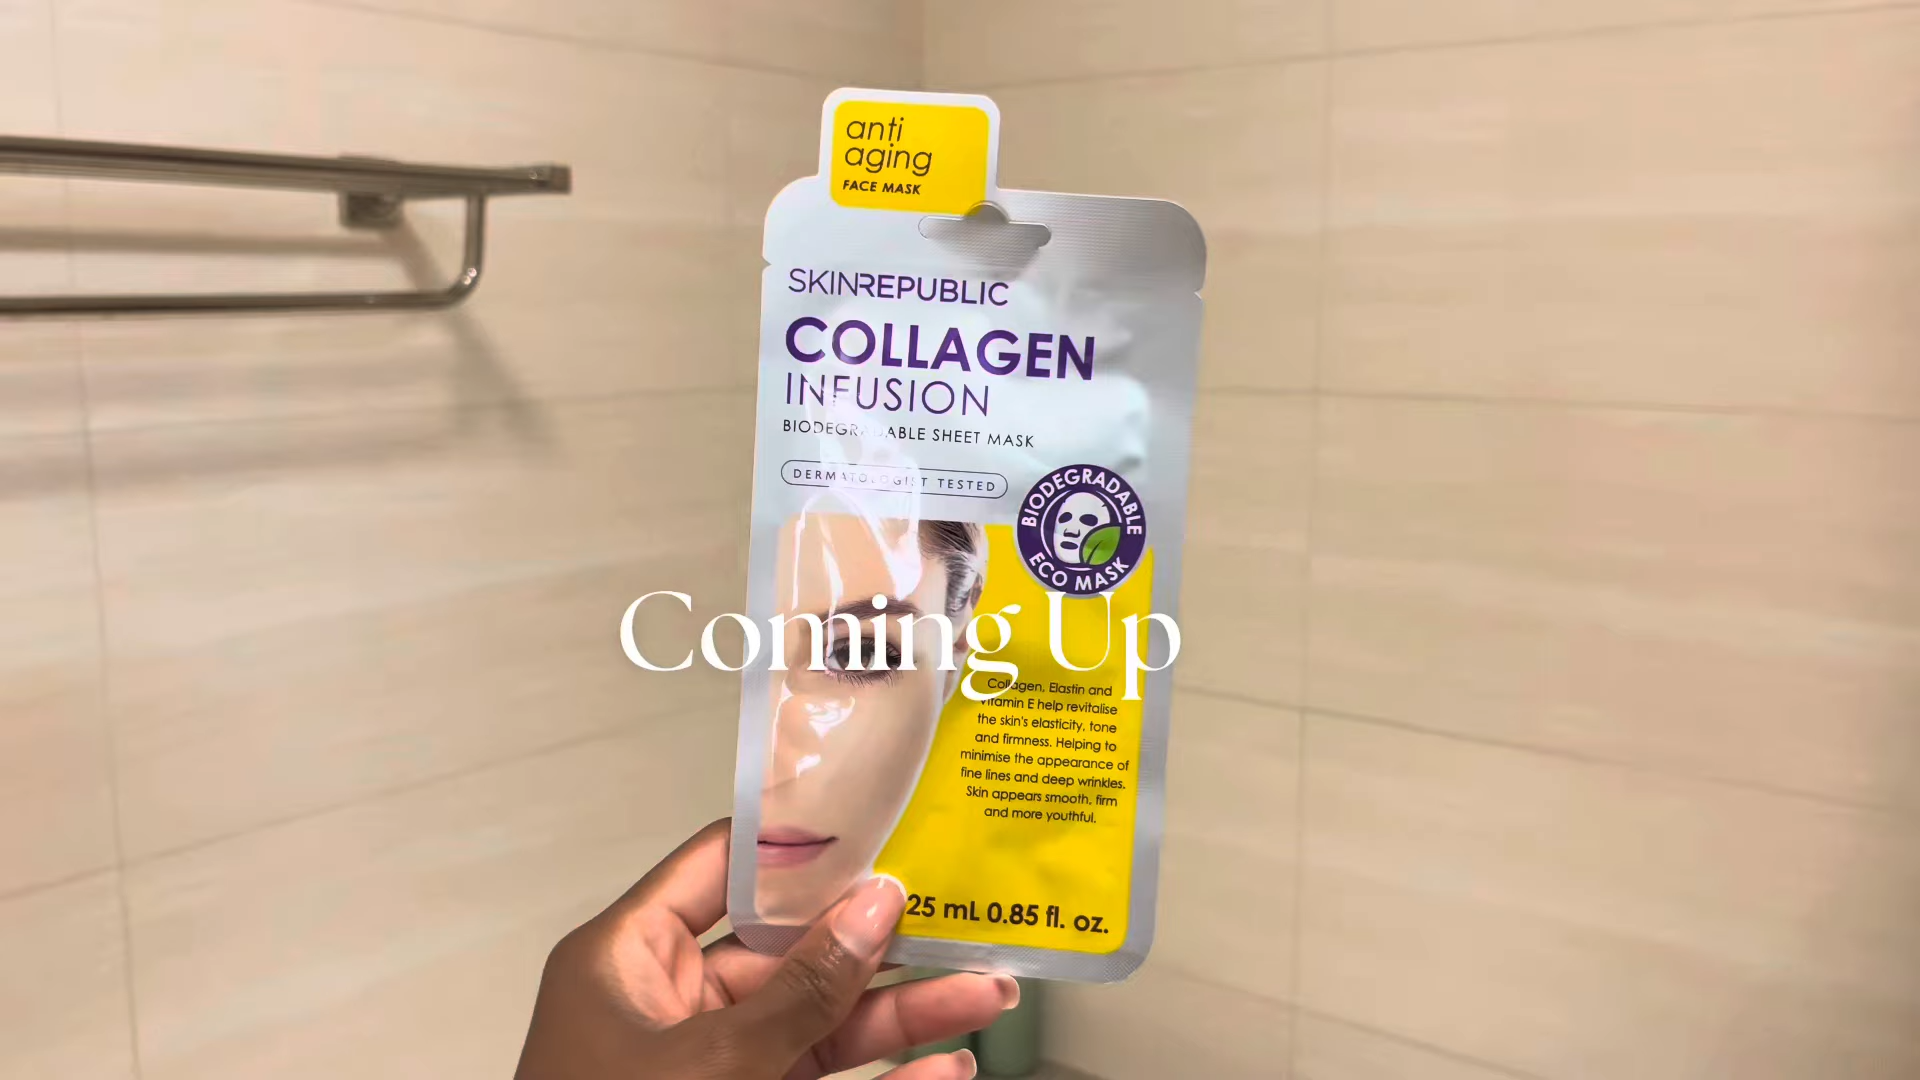 anti
aging
FACE MASK
SKINREPUBLIC
COLLAGEN
INFUSION
BIODEGRADABLE SHEET MASK
DERMATOLOGIST TESTED
BIODEGRADABLE
ECO MASK
Coming Up
Collagen, Elastin and
Vitamin E help revitalise
the skin's elasticity, tone
and firmness. Helping to
minimise the appearance of
fine lines and deep wrinkles.
Skin appears smooth, firm
and more youthful.
25 mL 0.85 fl. oz.